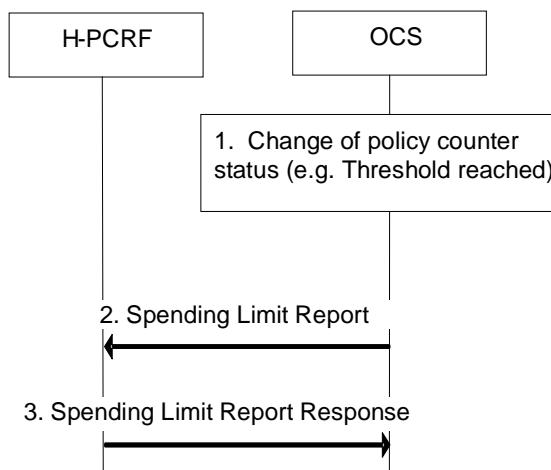 H-PCRF
OCS
1. Change of policy counter
status (e.g. Threshold reached)
2. Spending Limit Report
3. Spending Limit Report Response